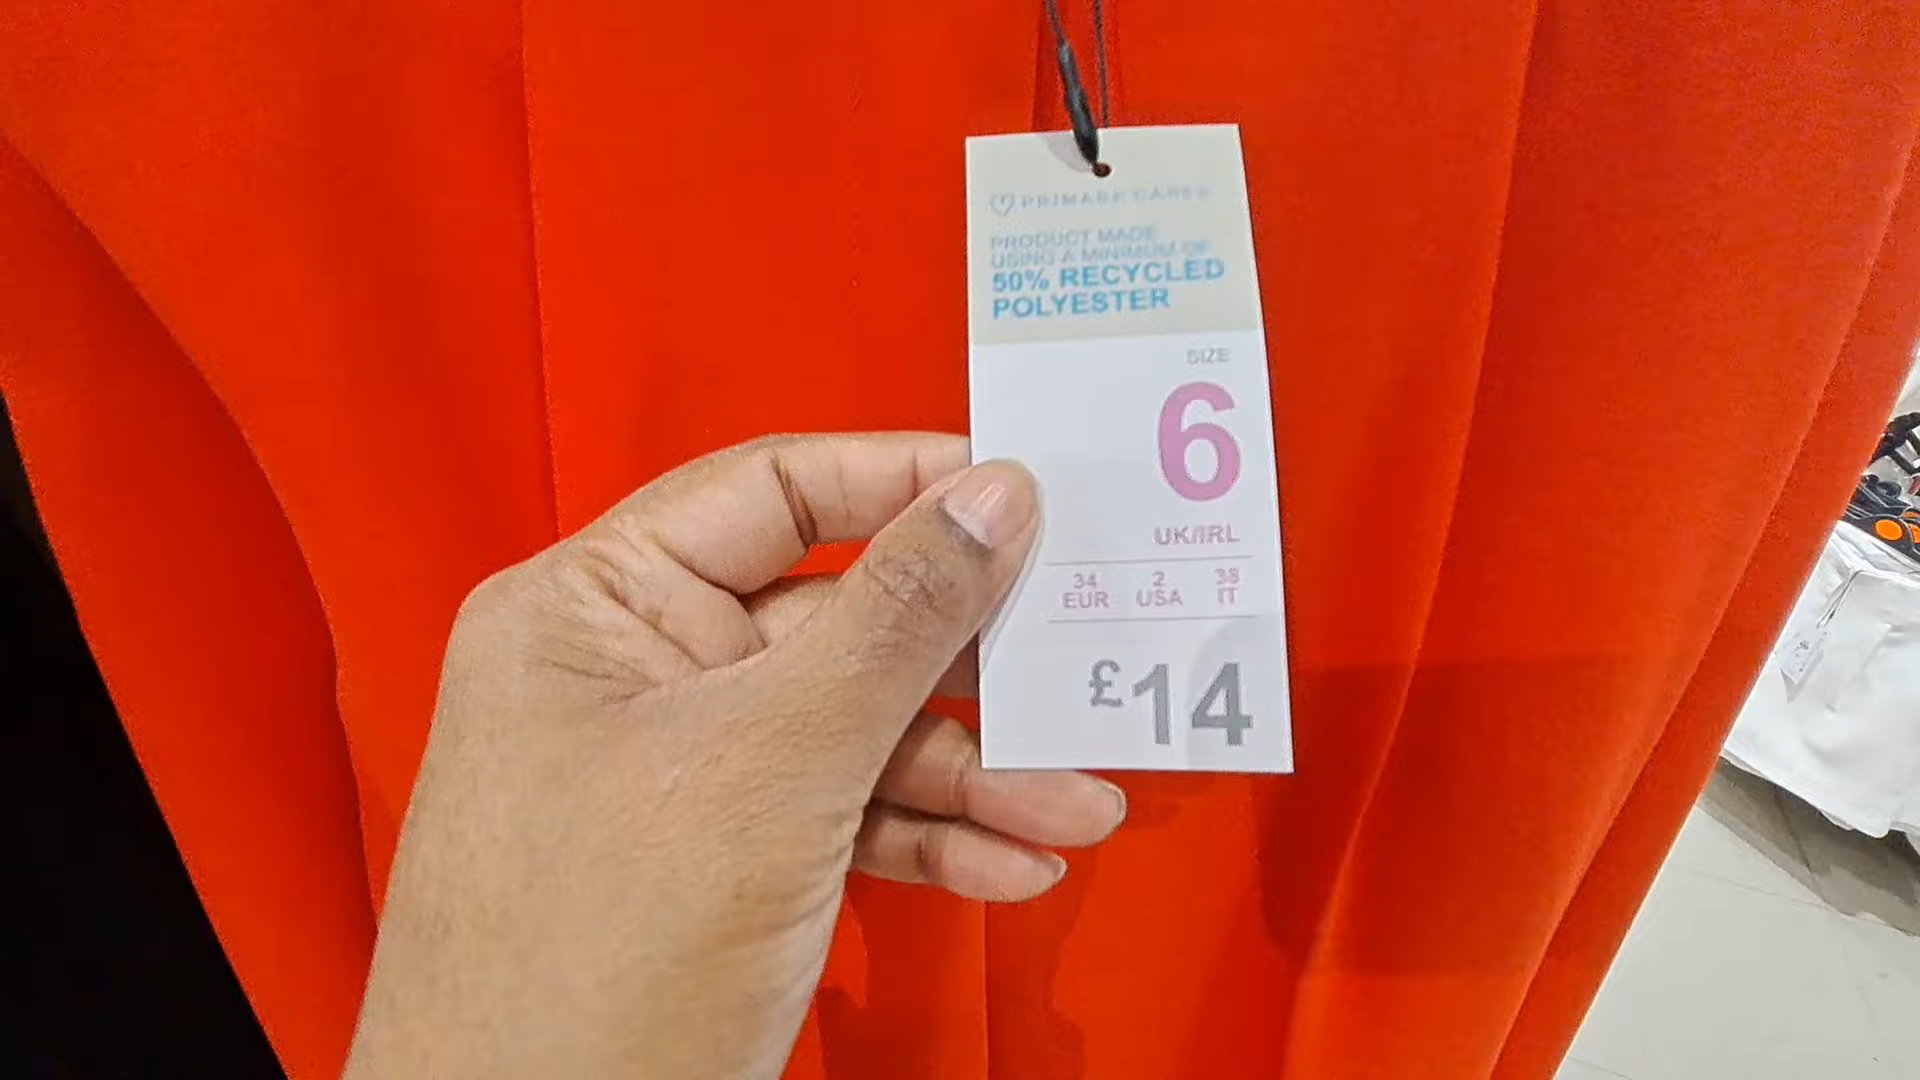 PRIMARK CARES
PRODUCT MADE
USING A MINIMUM OF
50% RECYCLED
POLYESTER
SIZE
6
UK/IRL
34 2 38
EUR USA IT
£14